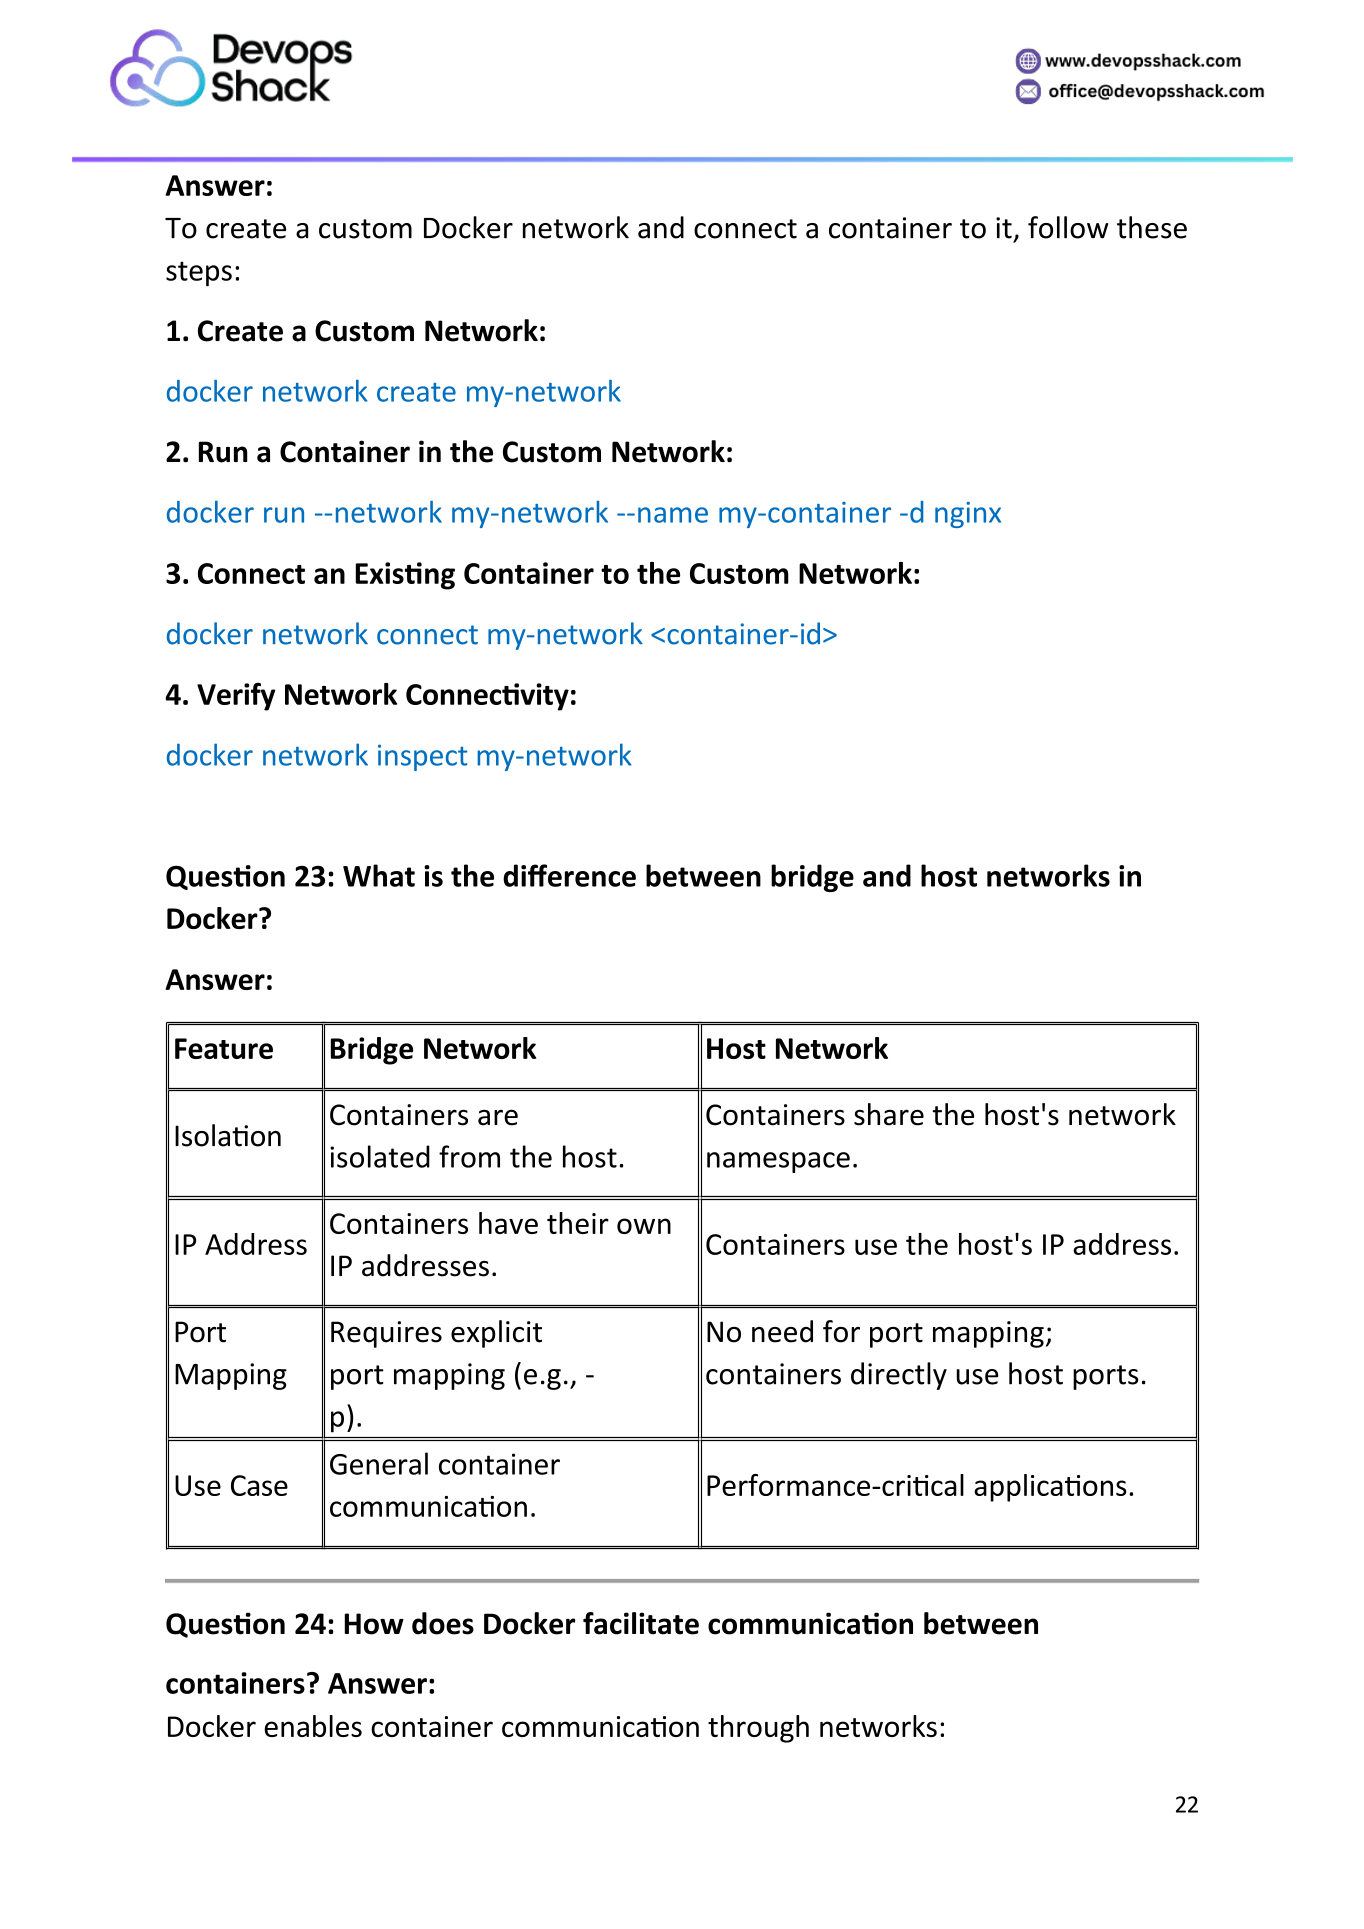 Devops
Shack
www.devopsshack.com
office@devopsshack.com
Answer:
To create a custom Docker network and connect a container to it, follow these
steps:
1. Create a Custom Network:
docker network create my-network
2. Run a Container in the Custom Network:
docker run --network my-network --name my-container -d nginx
3. Connect an Existing Container to the Custom Network:
docker network connect my-network <container-id>
4. Verify Network Connectivity:
docker network inspect my-network
Question 23: What is the difference between bridge and host networks in
Docker?
Answer:
Feature
Bridge Network
Host Network
Isolation
Containers are
isolated from the host.
Containers share the host's network
namespace.
IP Address
Containers have their own
IP addresses.
Containers use the host's IP address.
Port
Mapping
Requires explicit
port mapping (e.g., -
p).
No need for port mapping;
containers directly use host ports.
Use Case
General container
communication.
Performance-critical applications.
Question 24: How does Docker facilitate communication between
containers? Answer:
Docker enables container communication through networks:
22